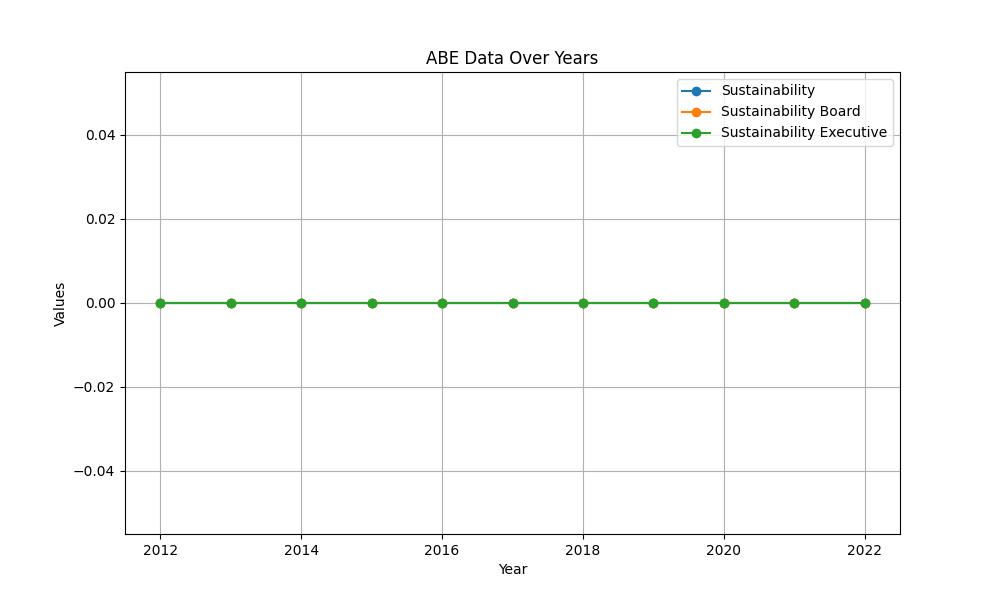 ABE Data Over Years
Sustainability
Sustainability Board
Sustainability Executive
0.04
0.02
0.00
−0.02
−0.04
Values
2012 2014 2016 2018 2020 2022
Year